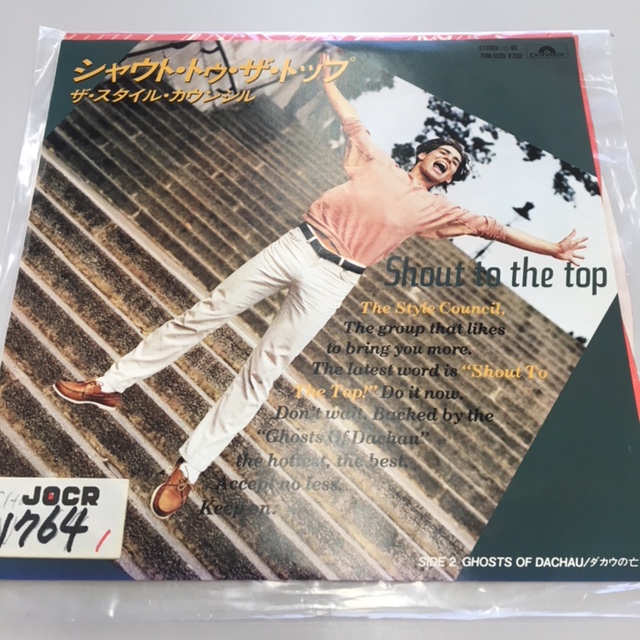 シャウト・トゥ・ザ・トップ
ザ・スタイル・カウンシル
STEREO 45
¥700
Polydor
Shout to the top
The Style Council,
The group that likes
to bring you more.
The latest word is “Shout To
The Top!” Do it now.
Don't wait. Backed by the
“Ghosts Of Dachau”
the hottest, the best.
Accept no less.
Keep on.
JOCR
1764 1
SIDE 2 GHOSTS OF DACHAU/ダカウの亡